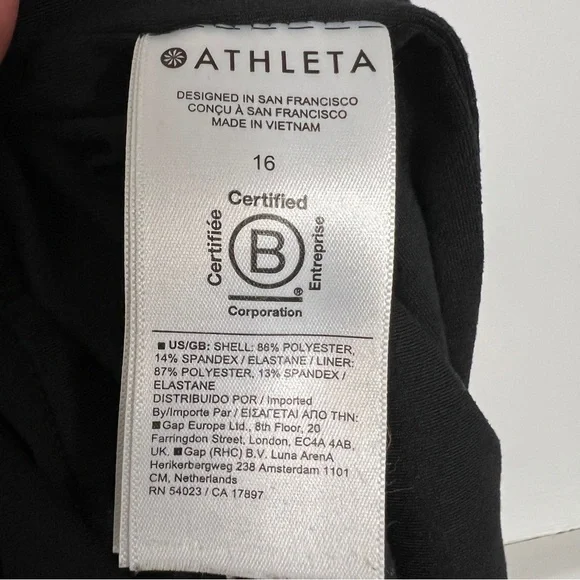 ATHLETA
DESIGNED IN SAN FRANCISCO
CONÇU À SAN FRANCISCO
MADE IN VIETNAM
16
Certified
Certifiée
B
Entreprise
®
Corporation
US/GB: SHELL: 86% POLYESTER,
14% SPANDEX / ELASTANE / LINER:
87% POLYESTER, 13% SPANDEX /
ELASTANE
DISTRIBUIDO POR / Imported
By/Importe Par / ΕΙΣΑΓΕΤΑΙ ΑΠΟ ΤΗΝ:
Gap Europe Ltd., 8th Floor, 20
Farringdon Street, London, EC4A 4AB,
UK. Gap (RHC) B.V. Luna ArenA
Herikerbergweg 238 Amsterdam 1101
CM, Netherlands
RN 54023 / CA 17897